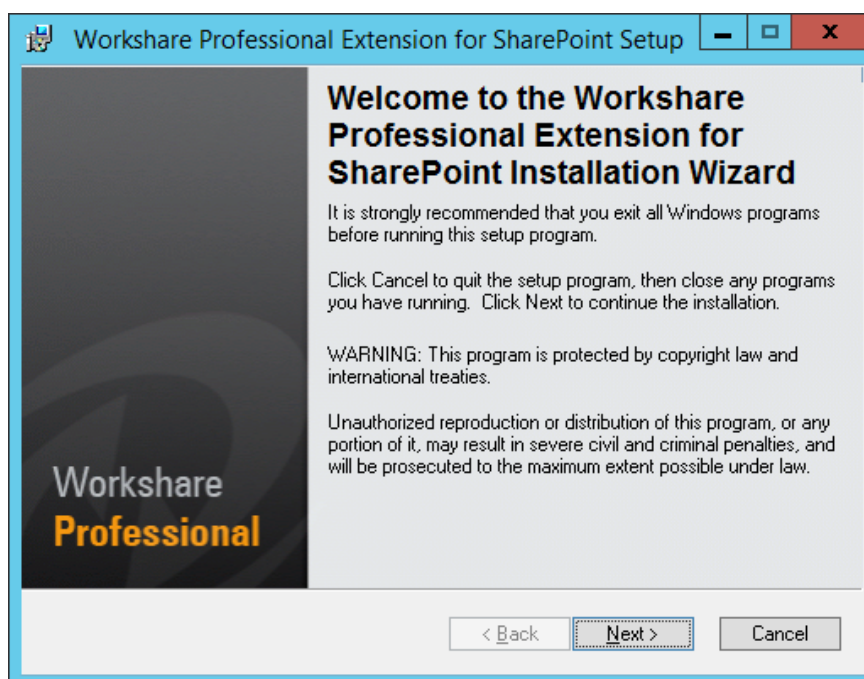 Workshare Professional Extension for SharePoint Setup
Welcome to the Workshare
Professional Extension for
SharePoint Installation Wizard
It is strongly recommended that you exit all Windows programs
before running this setup program.
Click Cancel to quit the setup program, then close any programs
you have running.  Click Next to continue the installation.
WARNING: This program is protected by copyright law and
international treaties.
Unauthorized reproduction or distribution of this program, or any
portion of it, may result in severe civil and criminal penalties, and
will be prosecuted to the maximum extent possible under law.
Workshare
Professional
< Back
Next >
Cancel